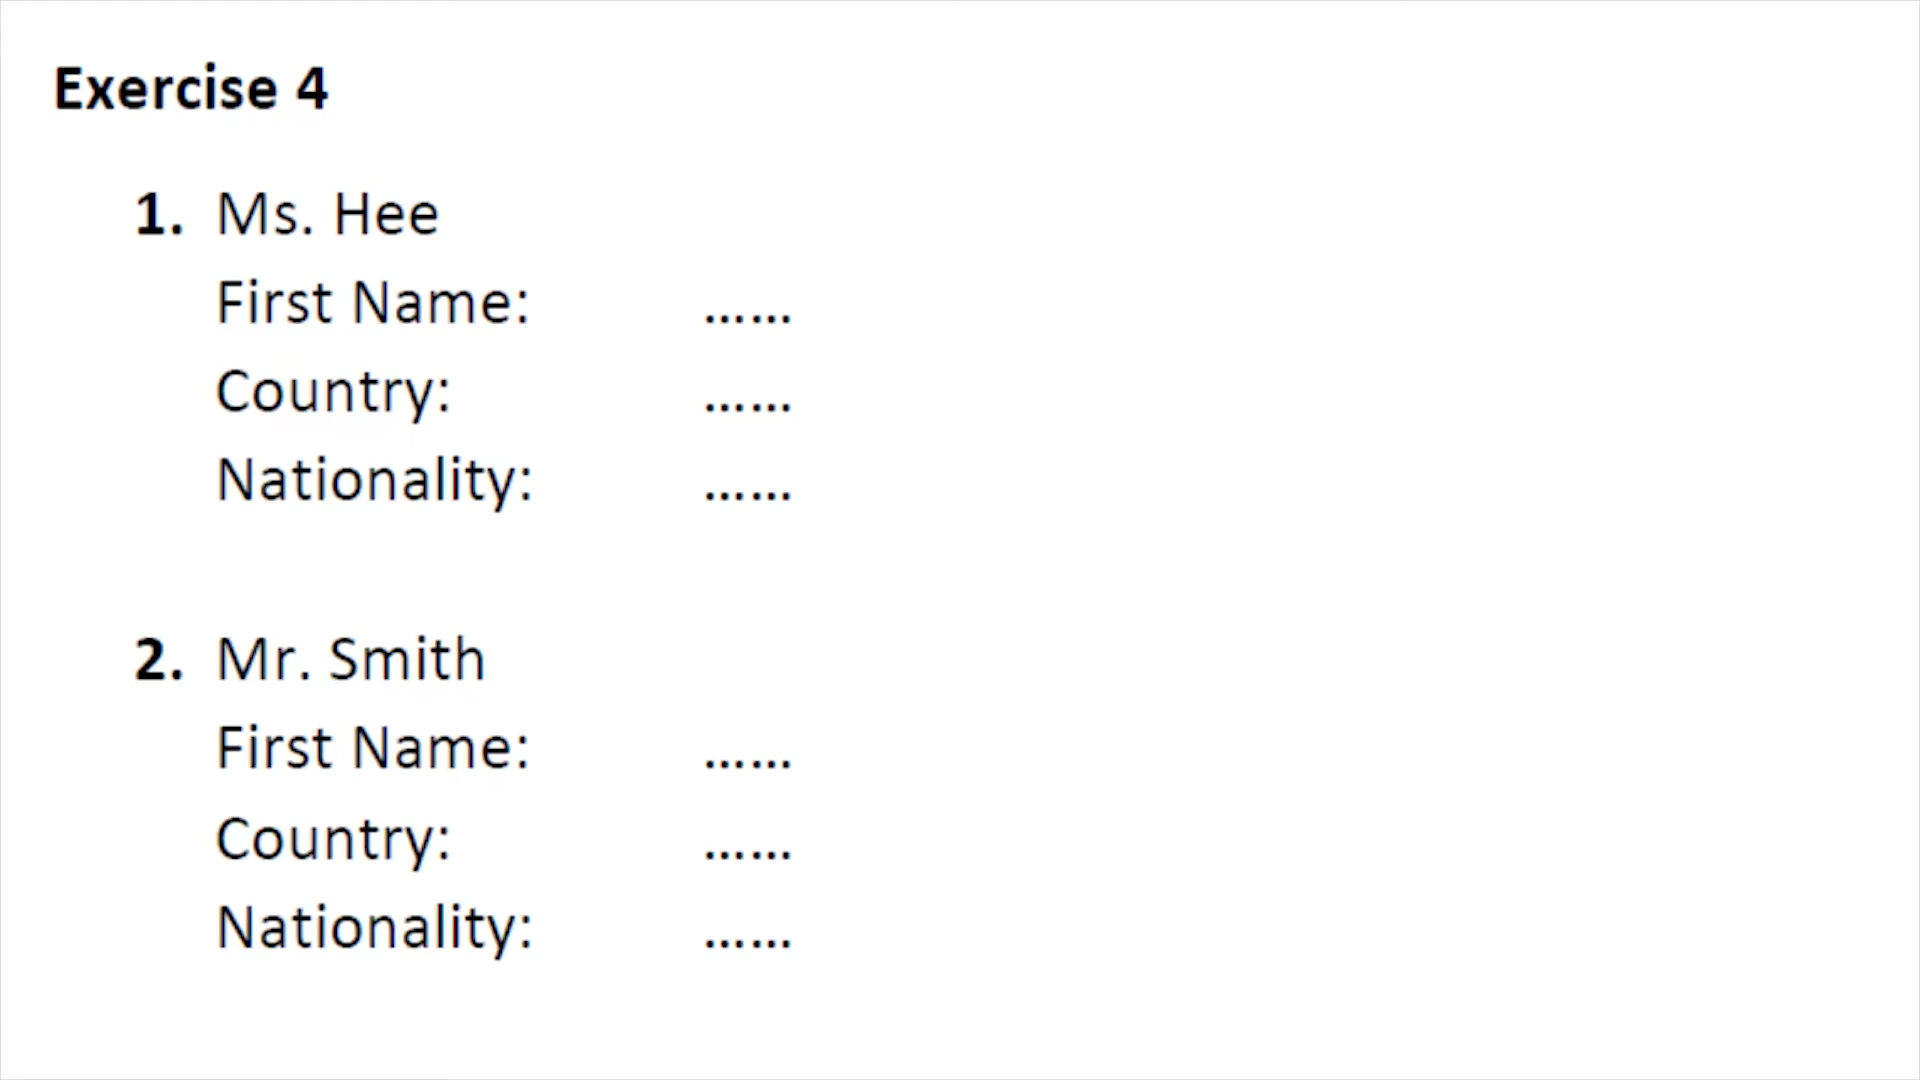 Exercise 4
1. Ms. Hee
First Name: ......
Country: ......
Nationality: ......
2. Mr. Smith
First Name: ......
Country: ......
Nationality: ......